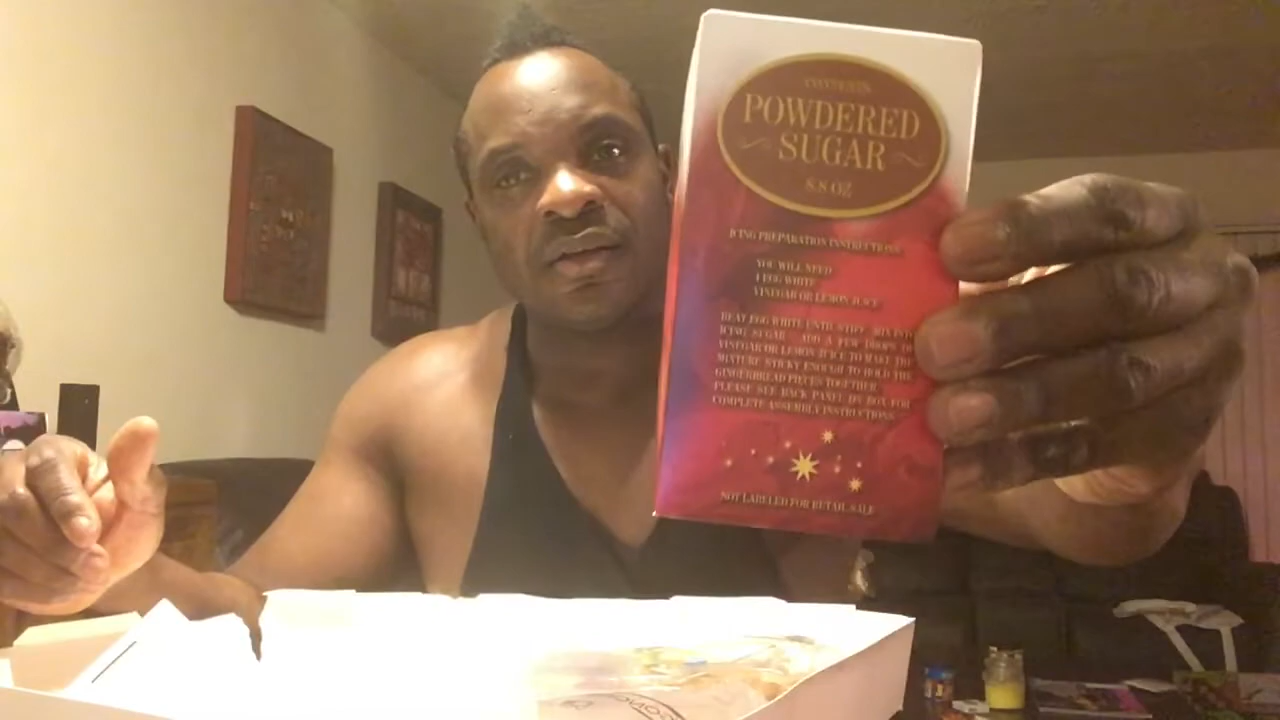 POWDERED
SUGAR
8.8 OZ
ICING PREPARATION INSTRUCTIONS
YOU WILL NEED
1 EGG WHITE
VINEGAR OR LEMON JUICE
BEAT EGG WHITE UNTIL STIFF. MIX INTO
ICING SUGAR. ADD A FEW DROPS OF
VINEGAR OR LEMON JUICE TO MAKE THE
MIXTURE STICKY ENOUGH TO HOLD THE
GINGERBREAD PIECES TOGETHER.
PLEASE SEE BACK PANEL ON BOX FOR
COMPLETE ASSEMBLY INSTRUCTIONS.
NOT LABELED FOR RETAIL SALE